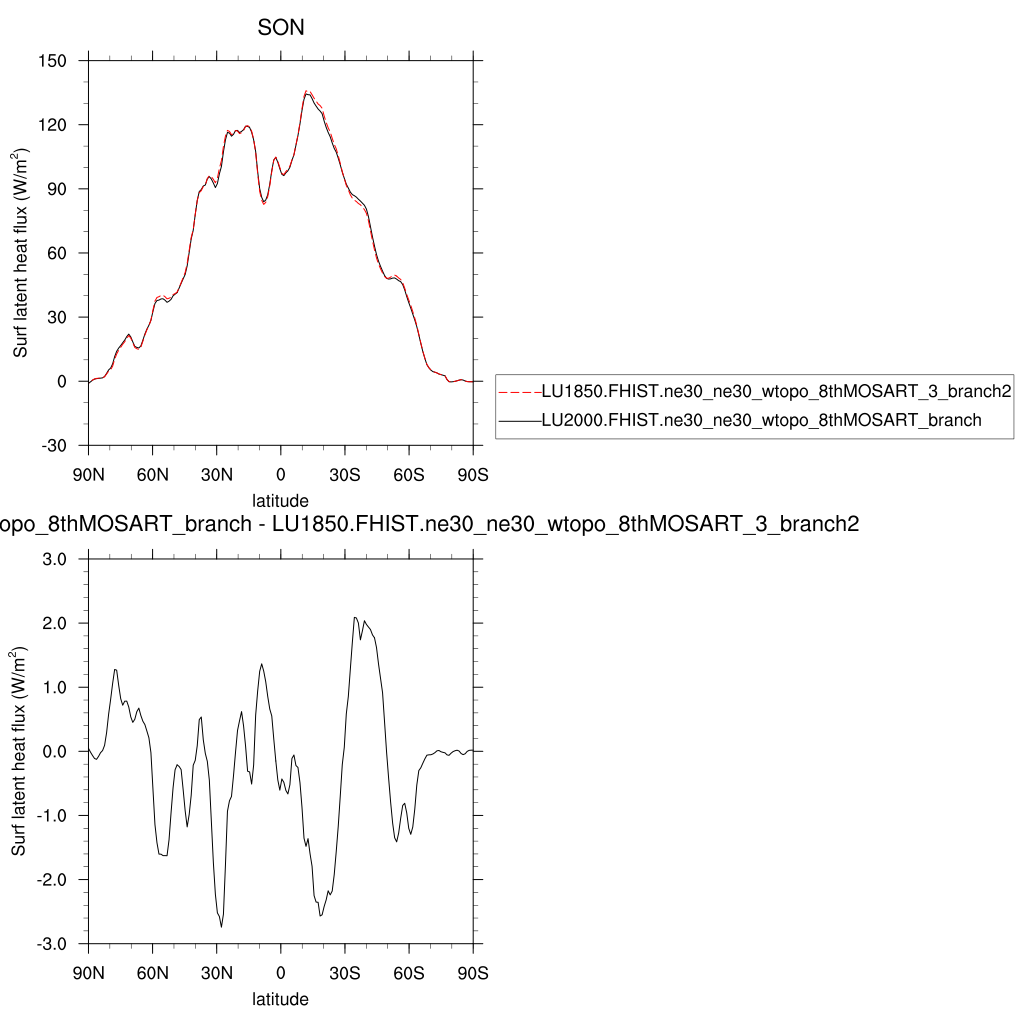 SON
150
120
90
60
30
0
-30
Surf latent heat flux (W/m²)
90N 60N 30N 0 30S 60S 90S
latitude
LU1850.FHIST.ne30_ne30_wtopo_8thMOSART_3_branch2
LU2000.FHIST.ne30_ne30_wtopo_8thMOSART_branch
opo_8thMOSART_branch - LU1850.FHIST.ne30_ne30_wtopo_8thMOSART_3_branch2
3.0
2.0
1.0
0.0
-1.0
-2.0
-3.0
Surf latent heat flux (W/m²)
90N 60N 30N 0 30S 60S 90S
latitude